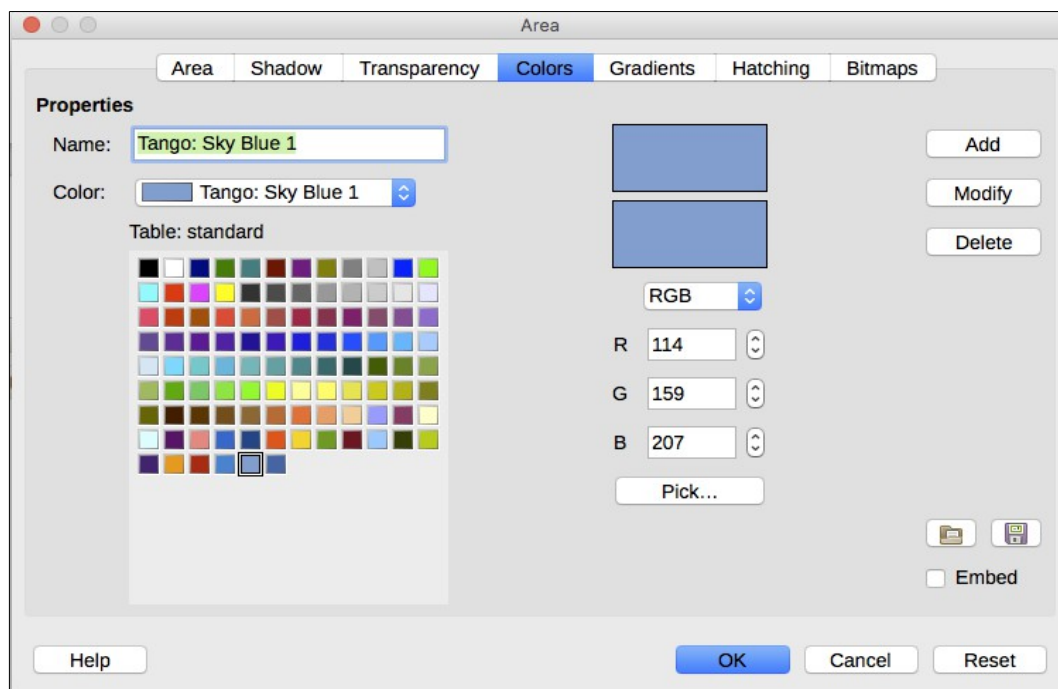 Area
Area Shadow Transparency Colors Gradients Hatching Bitmaps
Properties
Name: Tango: Sky Blue 1 Add
Color: Tango: Sky Blue 1 Modify
Table: standard Delete
RGB
R 114
G 159
B 207
Pick...
Embed
Help OK Cancel Reset